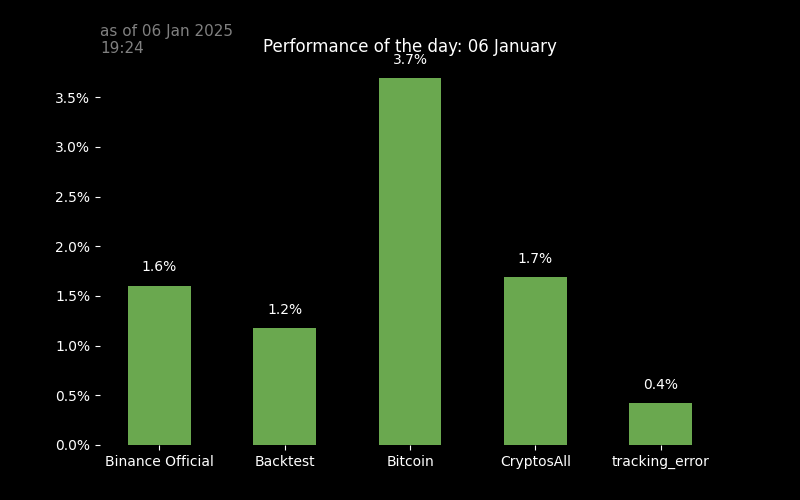 as of 06 Jan 2025
19:24
Performance of the day: 06 January
3.7%
3.5%
3.0%
2.5%
2.0%
1.5%
1.0%
0.5%
0.0%
1.6%
1.2%
1.7%
0.4%
Binance Official
Backtest
Bitcoin
CryptosAll
tracking_error